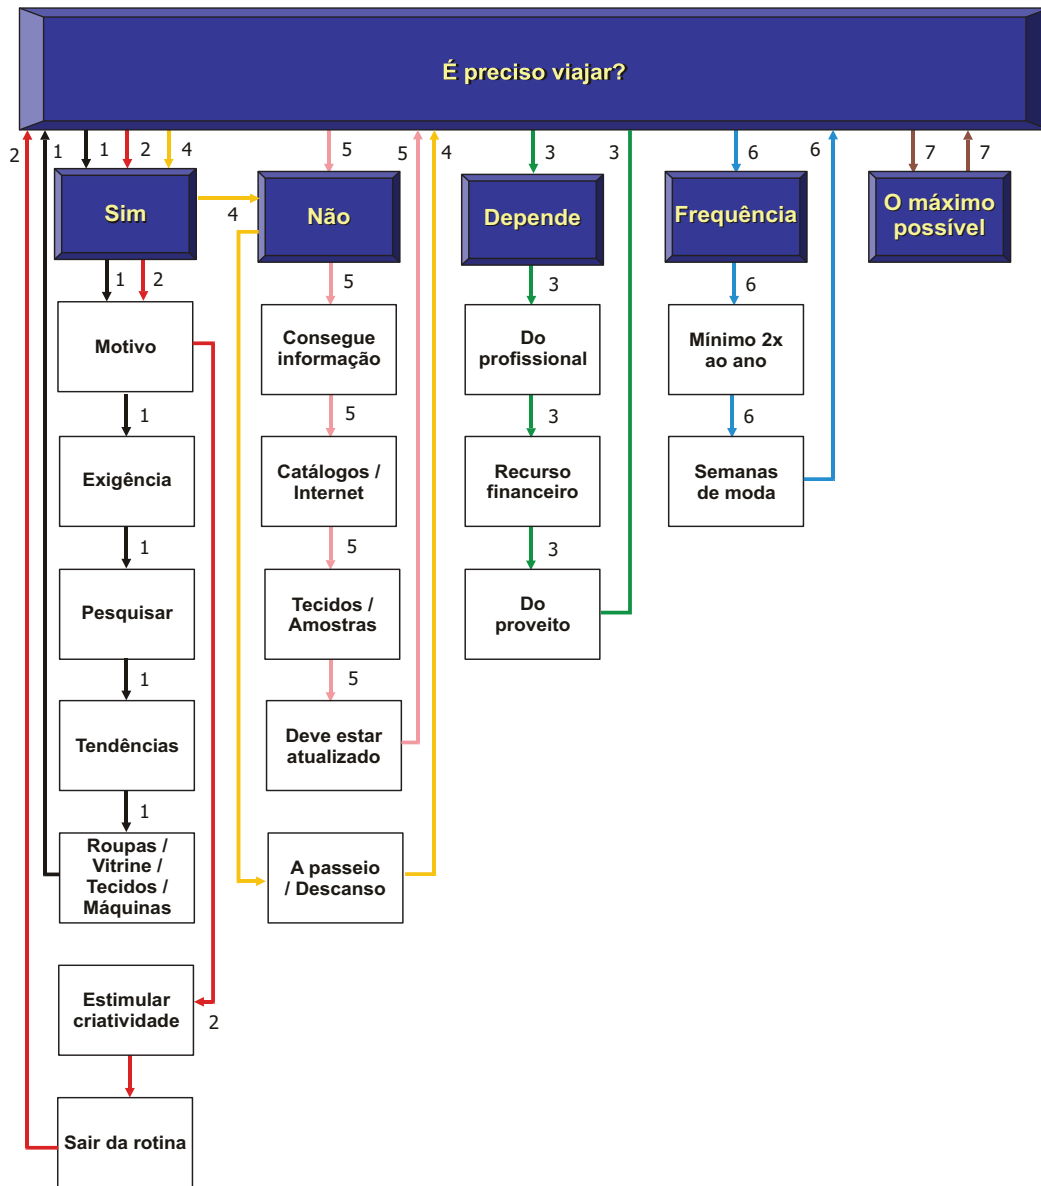 É preciso viajar?
2
1
1
2
4
5
5
4
3
3
6
6
7
7
Sim
4
Não
Depende
Frequência
O máximo
possível
1
2
5
3
6
Motivo
Consegue
informação
Do
profissional
Mínimo 2x
ao ano
1
5
3
6
Exigência
Catálogos /
Internet
Recurso
financeiro
Semanas
de moda
1
5
3
Pesquisar
Tecidos /
Amostras
Do
proveito
1
5
Tendências
Deve estar
atualizado
1
Roupas /
Vitrine /
Tecidos /
Máquinas
A passeio
/ Descanso
Estimular
criatividade
2
Sair da rotina